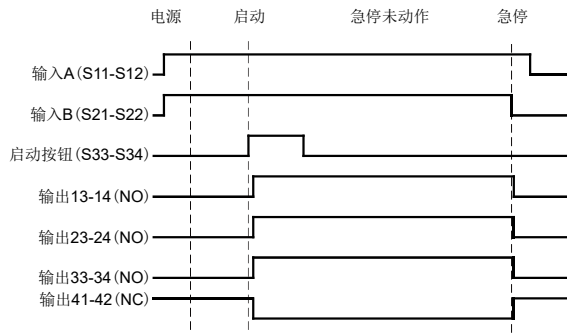 电源 启动 急停未动作 急停
输入A(S11-S12)
输入B(S21-S22)
启动按钮(S33-S34)
输出13-14(NO)
输出23-24(NO)
输出33-34(NO)
输出41-42(NC)